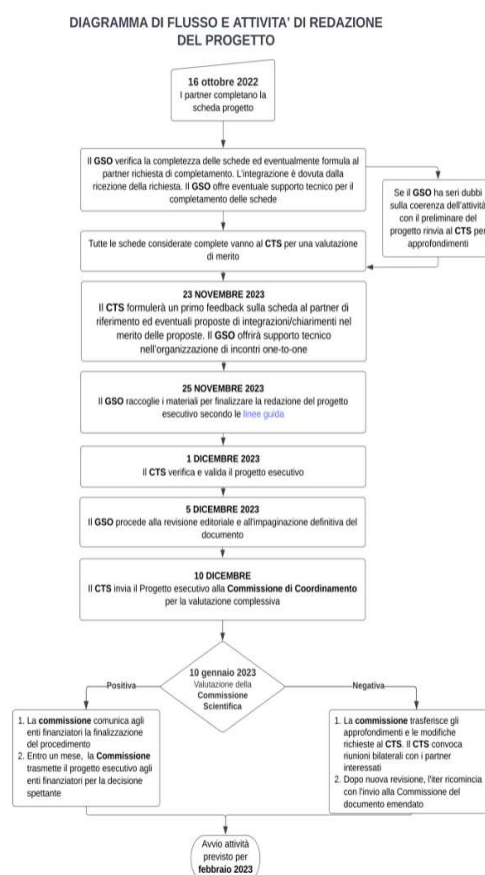 DIAGRAMMA DI FLUSSO E ATTIVITA' DI REDAZIONE
DEL PROGETTO
16 ottobre 2022
I partner completano la
scheda progetto
Il GSO verifica la completezza delle schede ed eventualmente formula al
partner richiesta di completamento. L'integrazione è dovuta dalla
ricezione della richiesta. Il GSO offre eventuale supporto tecnico per il
completamento delle schede
Se il GSO ha seri dubbi
sulla coerenza dell'attività
con il preliminare del
progetto rinvia al CTS per
approfondimenti
Tutte le schede considerate complete vanno al CTS per una valutazione
di merito
23 NOVEMBRE 2023
Il CTS formulerà un primo feedback sulla scheda al partner di
riferimento ed eventuali proposte di integrazioni/chiarimenti nel
merito delle proposte. Il GSO offrirà supporto tecnico
nell'organizzazione di incontri one-to-one
25 NOVEMBRE 2023
Il GSO raccoglie i materiali per finalizzare la redazione del progetto
esecutivo secondo le linee guida
1 DICEMBRE 2023
Il CTS verifica e valida il progetto esecutivo
5 DICEMBRE 2023
Il GSO procede alla revisione editoriale e all'impaginazione definitiva del
documento
10 DICEMBRE
Il CTS invia il Progetto esecutivo alla Commissione di Coordinamento
per la valutazione complessiva
10 gennaio 2023
Valutazione della
Commissione
Scientifica
Positiva
Negativa
1. La commissione comunica agli
enti finanziatori la finalizzazione
del procedimento
2. Entro un mese, la Commissione
trasmette il progetto esecutivo agli
enti finanziatori per la decisione
spettante
1. La commissione trasferisce gli
approfondimenti e le modifiche
richieste al CTS. Il CTS convoca
riunioni bilaterali con i partner
interessati
2. Dopo nuova revisione, l'iter ricomincia
con l'invio alla Commissione del
documento emendato
Avvio attività
previsto per
febbraio 2023